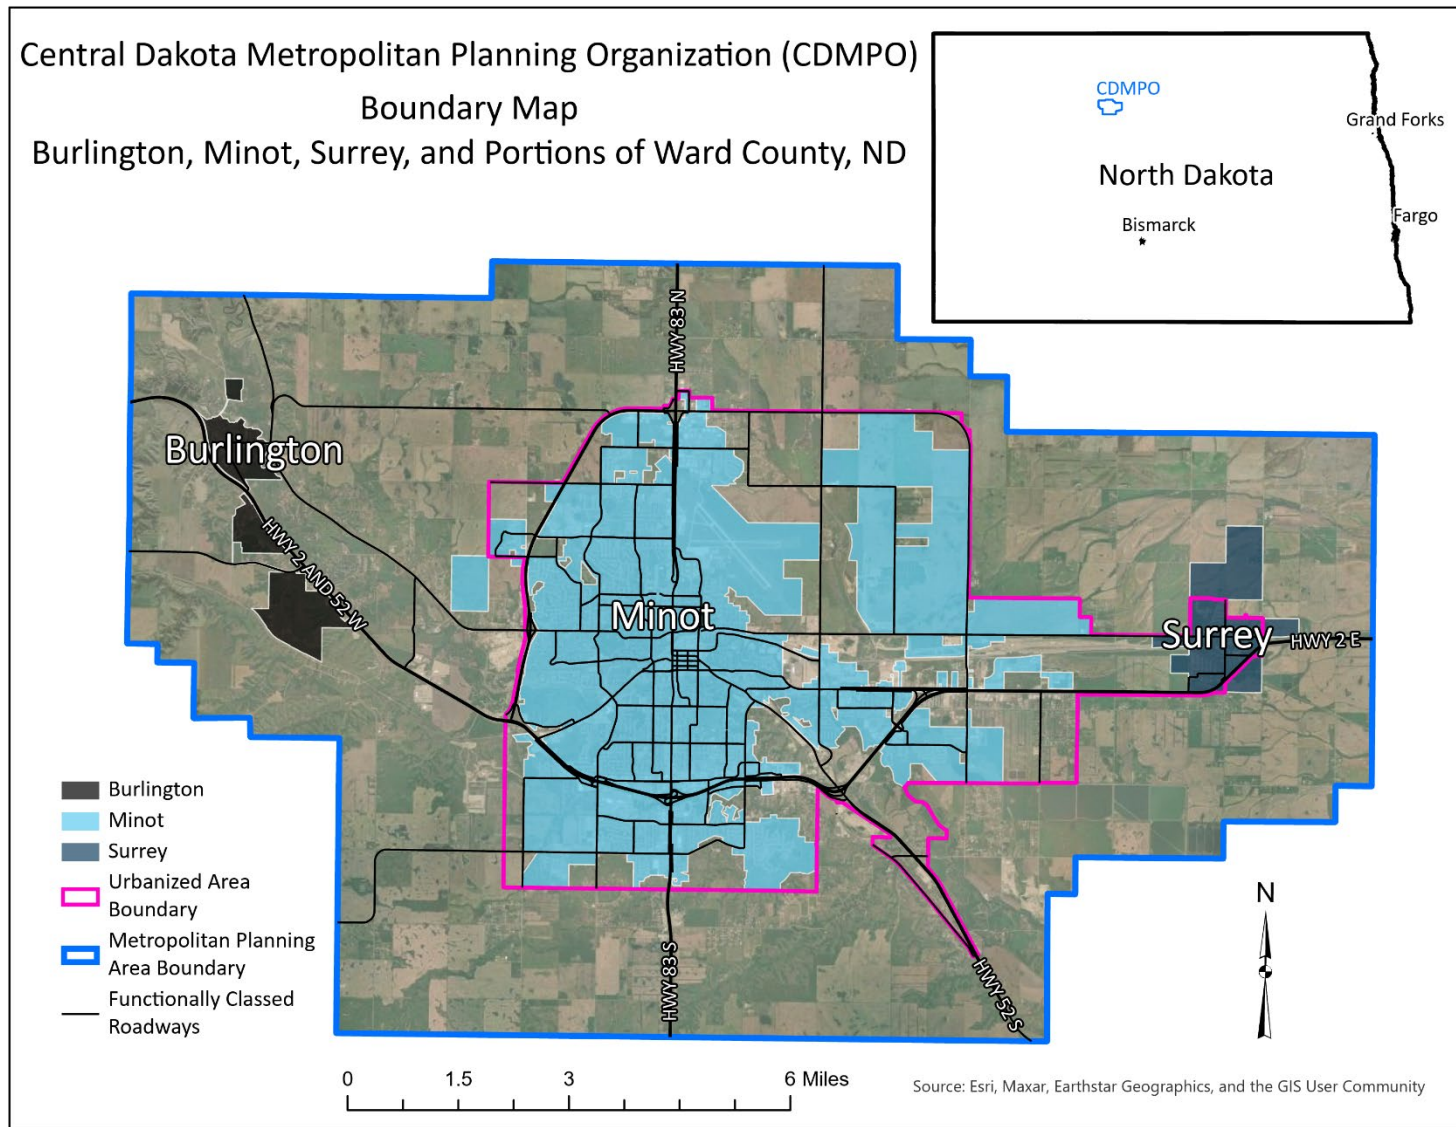 Central Dakota Metropolitan Planning Organization (CDMPO)
Boundary Map
Burlington, Minot, Surrey, and Portions of Ward County, ND
CDMPO
Grand Forks
North Dakota
Bismarck
Fargo
HWY 83 N
Burlington
HWY 2 AND 52 W
Minot
Surrey
HWY 2 E
HWY 83 S
HWY 52 S
Burlington
Minot
Surrey
Urbanized Area
Boundary
Metropolitan Planning
Area Boundary
Functionally Classed
Roadways
N
0 1.5 3 6 Miles
Source: Esri, Maxar, Earthstar Geographics, and the GIS User Community